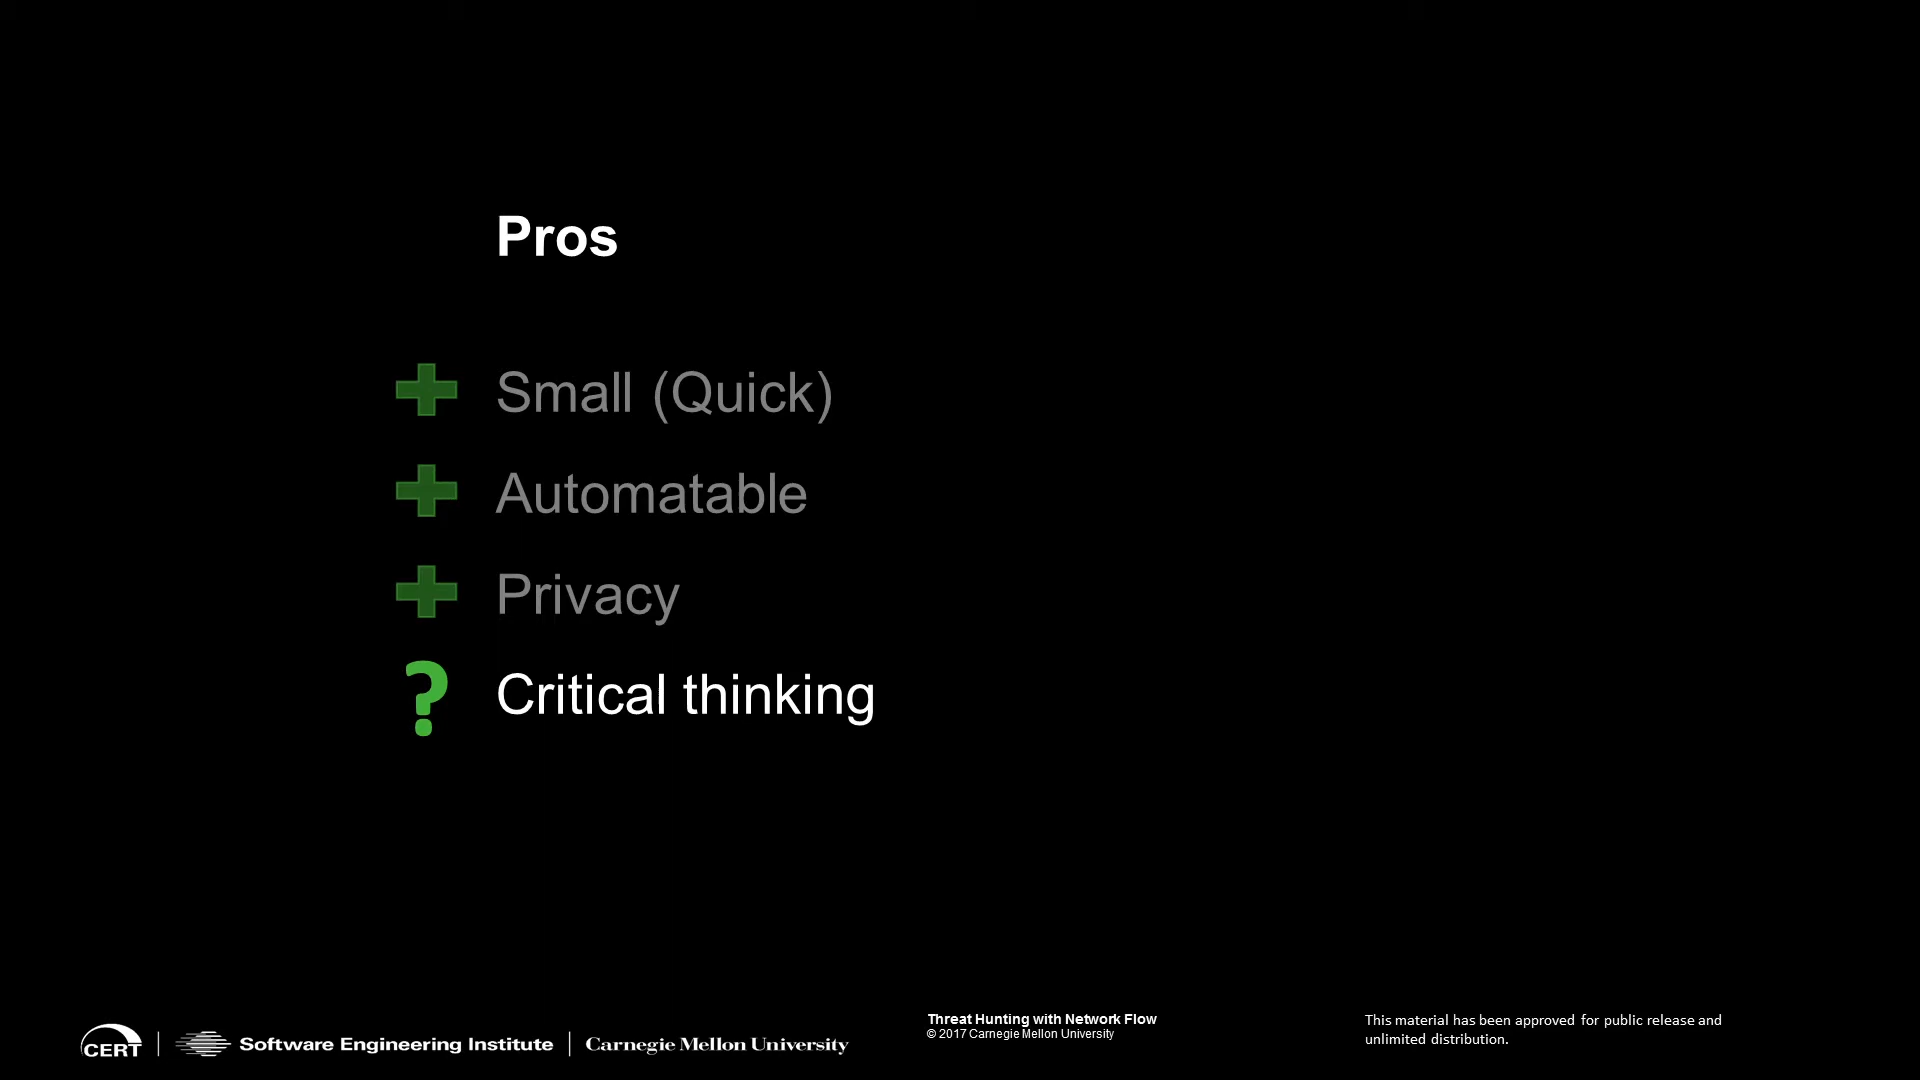 Pros
Small (Quick)
Automatable
Privacy
? Critical thinking
CERT | Software Engineering Institute | Carnegie Mellon University
Threat Hunting with Network Flow
© 2017 Carnegie Mellon University
This material has been approved for public release and
unlimited distribution.